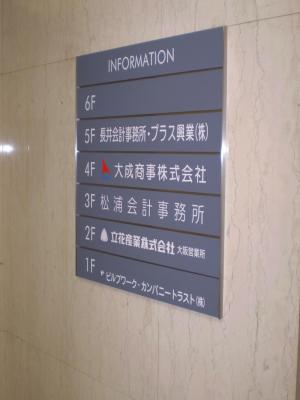 INFORMATION
6F
5F 長井会計事務所・プラス興業(株)
4F 大成商事株式会社
3F 松浦会計事務所
2F 立花産業株式会社 大阪営業所
1F ビルプワーク・カンパニートラスト(株)